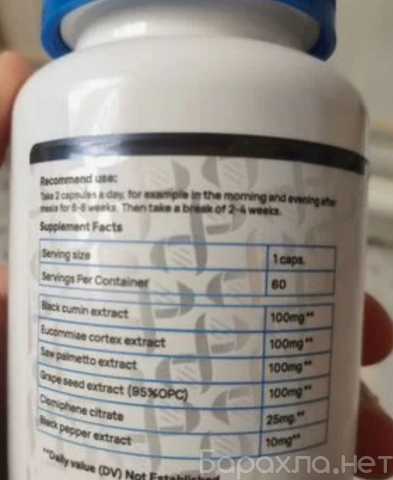 Recommend use:
Take 2 capsules a day, for example in the morning and evening after
meals for 6-8 weeks. Then take a break of 2-4 weeks.
Supplement Facts
Serving size 1 caps.
Servings Per Container 60
Black cumin extract 100mg**
Eucommiae cortex extract 100mg**
Saw palmetto extract 100mg**
Grape seed extract (95%OPC) 100mg**
Clomiphene citrate 25mg.**
Black pepper extract 10mg**
**Daily value (DV) Not Established
Барахла.нет